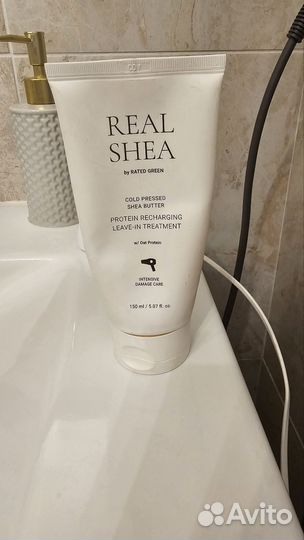 REAL
SHEA
by RATED GREEN
COLD PRESSED
SHEA BUTTER
PROTEIN RECHARGING
LEAVE-IN TREATMENT
w/ Oat Protein
INTENSIVE
DAMAGE CARE
150 ml / 5.07 fl. oz.
Avito